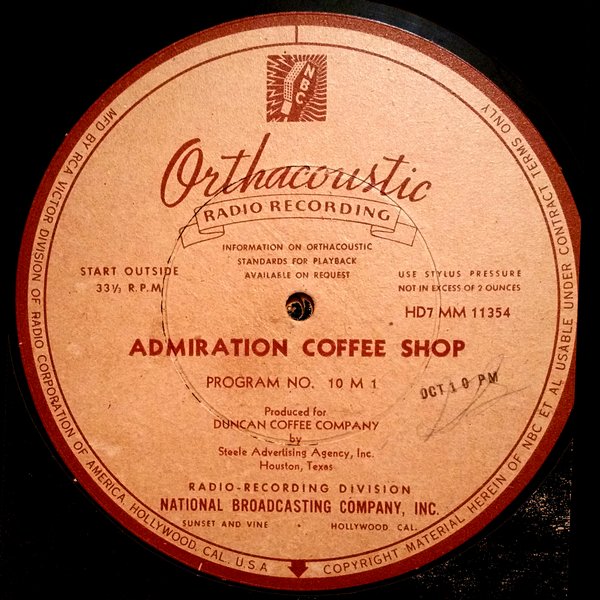 NBC
Orthacoustic
RADIO RECORDING
INFORMATION ON ORTHACOUSTIC
STANDARDS FOR PLAYBACK
AVAILABLE ON REQUEST
START OUTSIDE
33⅓ R.P.M.
USE STYLUS PRESSURE
NOT IN EXCESS OF 2 OUNCES
HD7 MM 11354
ADMIRATION COFFEE SHOP
PROGRAM NO. 10 M 1
OCT 10 PM
Produced for
DUNCAN COFFEE COMPANY
by
Steele Advertising Agency, Inc.
Houston, Texas
RADIO-RECORDING DIVISION
NATIONAL BROADCASTING COMPANY, INC.
SUNSET AND VINE · HOLLYWOOD, CAL.
MFD BY RCA VICTOR DIVISION OF RADIO CORPORATION OF AMERICA, HOLLYWOOD, CAL. U.S.A
COPYRIGHT MATERIAL HEREIN OF NBC ET AL USABLE UNDER CONTRACT TERMS ONLY